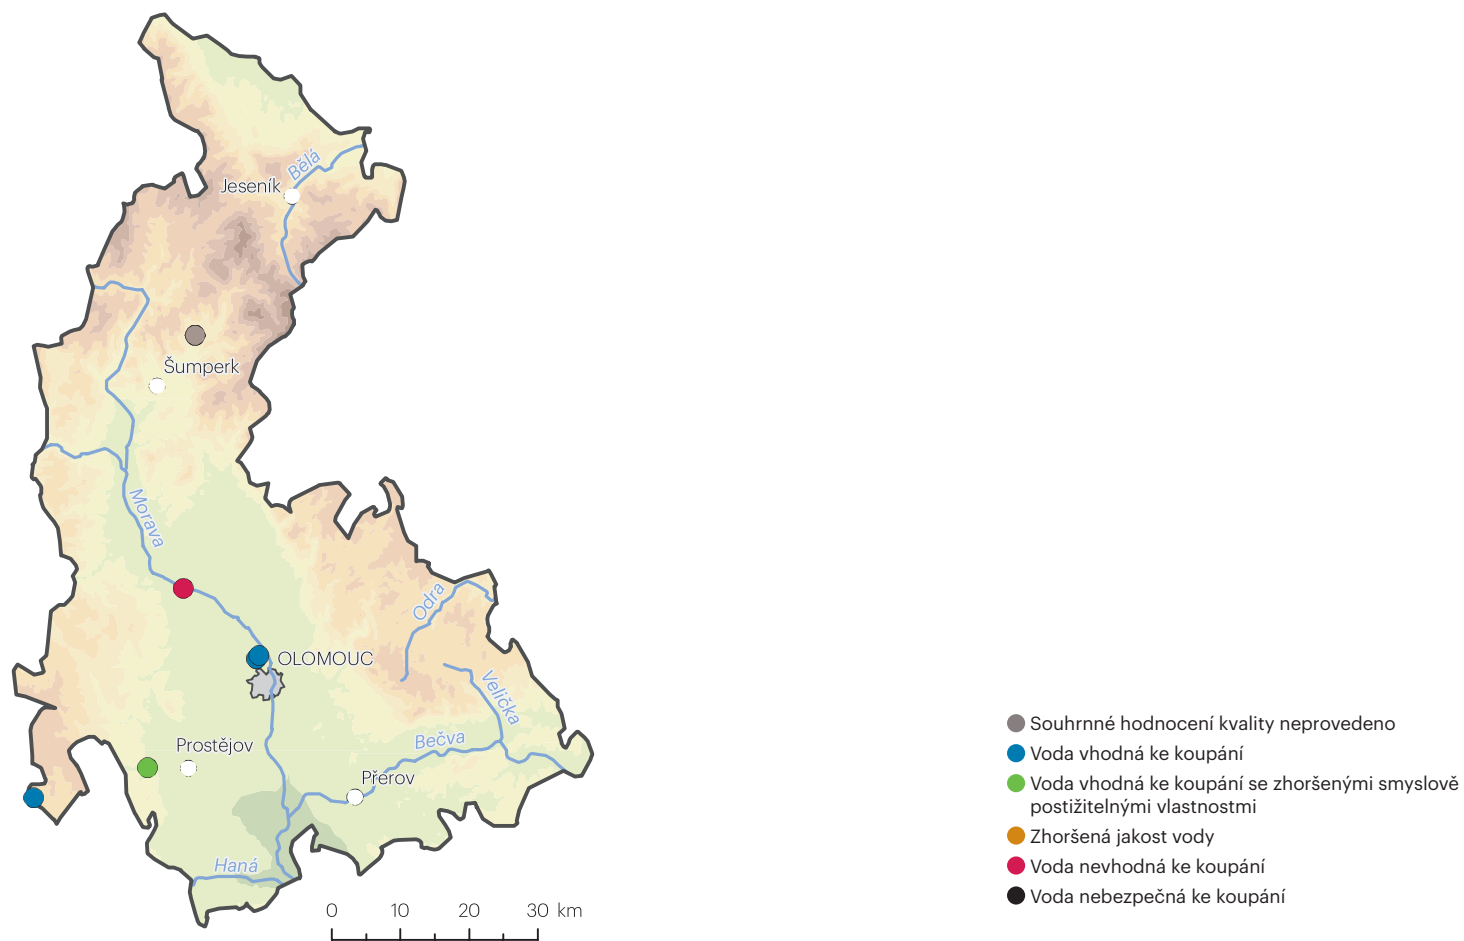 Bělá
Jeseník
Šumperk
Morava
Odra
OLOMOUC
Velička
Prostějov
Bečva
Přerov
Haná
0 10 20 30 km
Souhrnné hodnocení kvality neprovedeno
Voda vhodná ke koupání
Voda vhodná ke koupání se zhoršenými smyslově
postižitelnými vlastnostmi
Zhoršená jakost vody
Voda nevhodná ke koupání
Voda nebezpečná ke koupání